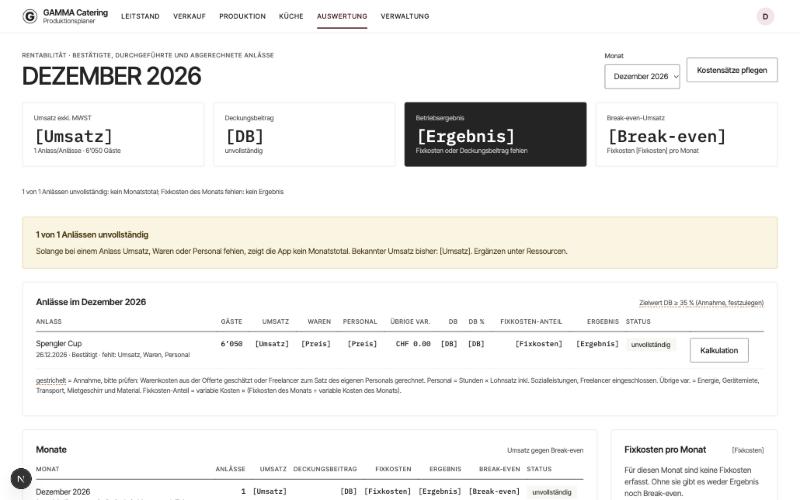 GAMMA Catering
Produktionsplaner
LEITSTAND VERKAUF PRODUKTION KÜCHE AUSWERTUNG VERWALTUNG
D
RENTABILITÄT · BESTÄTIGTE, DURCHGEFÜHRTE UND ABGERECHNETE ANLÄSSE
DEZEMBER 2026
Monat
Dezember 2026
Kostensätze pflegen
Umsatz exkl. MWST
[Umsatz]
1 Anlass/Anlässe · 6'050 Gäste
Deckungsbeitrag
[DB]
unvollständig
Betriebsergebnis
[Ergebnis]
Fixkosten oder Deckungsbeitrag fehlen
Break-even-Umsatz
[Break-even]
Fixkosten [Fixkosten] pro Monat
1 von 1 Anlässen unvollständig: kein Monatstotal; Fixkosten des Monats fehlen: kein Ergebnis
1 von 1 Anlässen unvollständig
Solange bei einem Anlass Umsatz, Waren oder Personal fehlen, zeigt die App kein Monatstotal. Bekannter Umsatz bisher: [Umsatz]. Ergänzen unter Ressourcen.
Anlässe im Dezember 2026
Zielwert DB ≥ 35 % (Annahme, festzulegen)
ANLASS GÄSTE UMSATZ WAREN PERSONAL ÜBRIGE VAR. DB DB % FIXKOSTEN-ANTEIL ERGEBNIS STATUS
Spengler Cup 6'050 [Umsatz] [Preis] [Preis] CHF 0.00 [DB] [DB] [Fixkosten] [Ergebnis] unvollständig Kalkulation
26.12.2026 · Bestätigt · fehlt: Umsatz, Waren, Personal
gestrichelt = Annahme, bitte prüfen: Warenkosten aus der Offerte geschätzt oder Freelancer zum Satz des eigenen Personals gerechnet. Personal = Stunden × Lohnsatz inkl. Sozialleistungen, Freelancer eingeschlossen. Übrige var. = Energie, Gerätemiete,
Transport, Mietgeschirr und Material. Fixkosten-Anteil = variable Kosten × (Fixkosten des Monats ÷ variable Kosten des Monats).
Monate
Umsatz gegen Break-even
MONAT ANLÄSSE UMSATZ DECKUNGSBEITRAG FIXKOSTEN ERGEBNIS BREAK-EVEN STATUS
Dezember 2026 1 [Umsatz] [DB] [Fixkosten] [Ergebnis] [Break-even] unvollständig
Fixkosten pro Monat
[Fixkosten]
Für diesen Monat sind keine Fixkosten
erfasst. Ohne sie gibt es weder Ergebnis
noch Break-even.
N